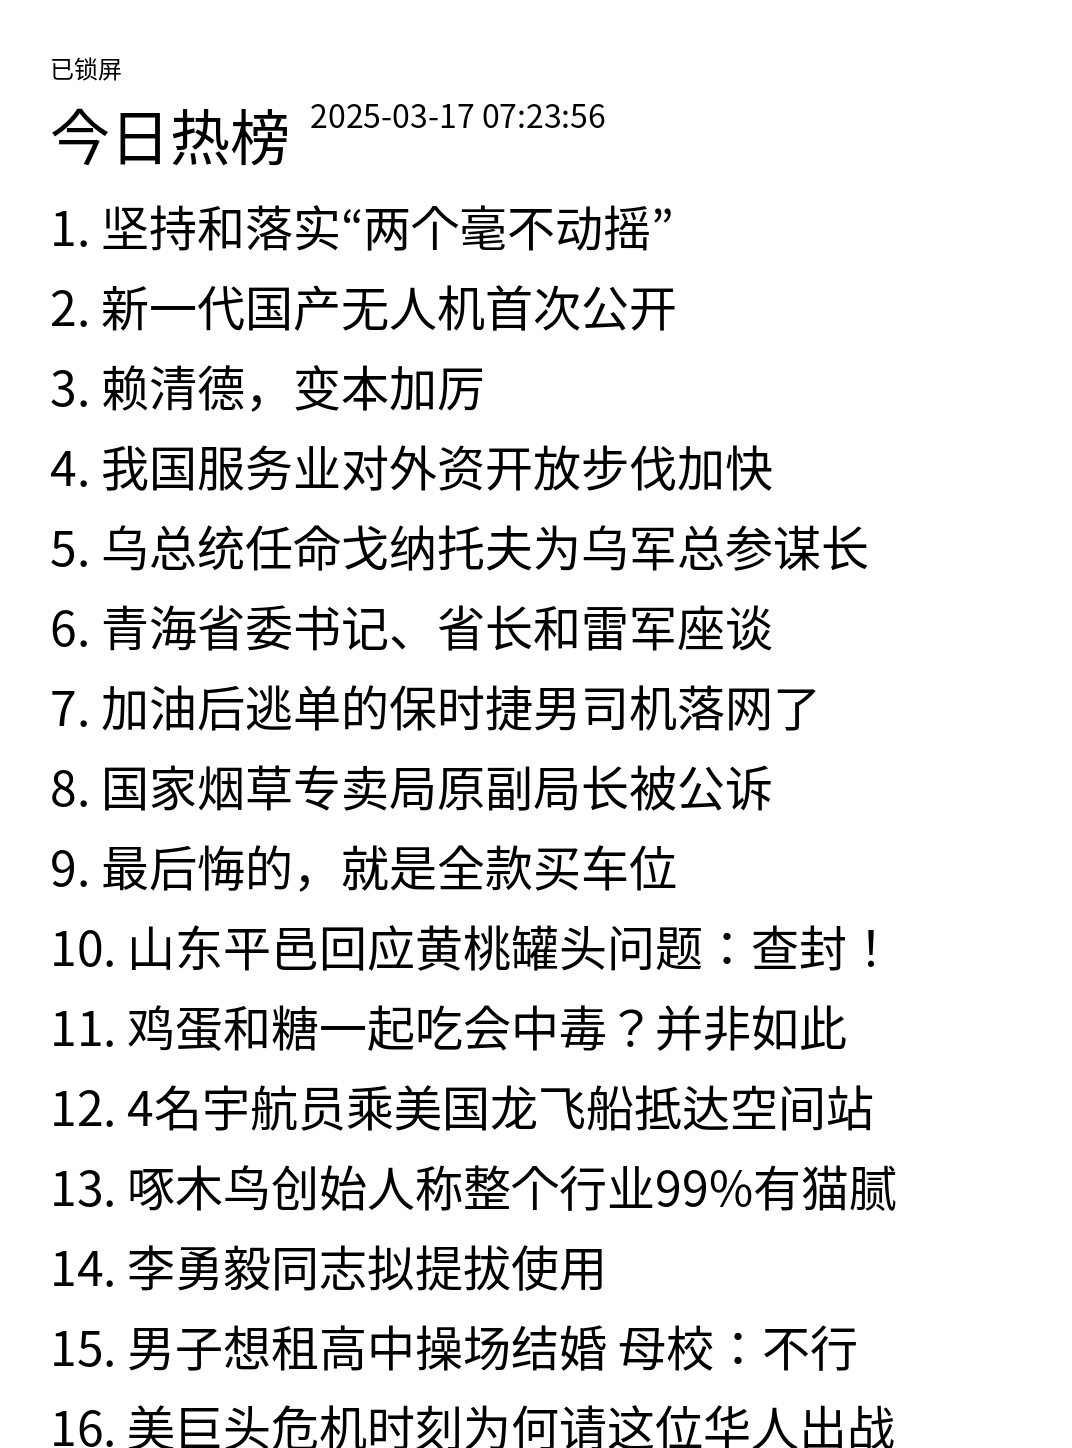 已锁屏
今日热榜 2025-03-17 07:23:56
1. 坚持和落实“两个毫不动摇”
2. 新一代国产无人机首次公开
3. 赖清德，变本加厉
4. 我国服务业对外资开放步伐加快
5. 乌总统任命戈纳托夫为乌军总参谋长
6. 青海省委书记、省长和雷军座谈
7. 加油后逃单的保时捷男司机落网了
8. 国家烟草专卖局原副局长被公诉
9. 最后悔的，就是全款买车位
10. 山东平邑回应黄桃罐头问题：查封！
11. 鸡蛋和糖一起吃会中毒？并非如此
12. 4名宇航员乘美国龙飞船抵达空间站
13. 啄木鸟创始人称整个行业99%有猫腻
14. 李勇毅同志拟提拔使用
15. 男子想租高中操场结婚 母校：不行
16. 美巨头危机时刻为何请这位华人出战